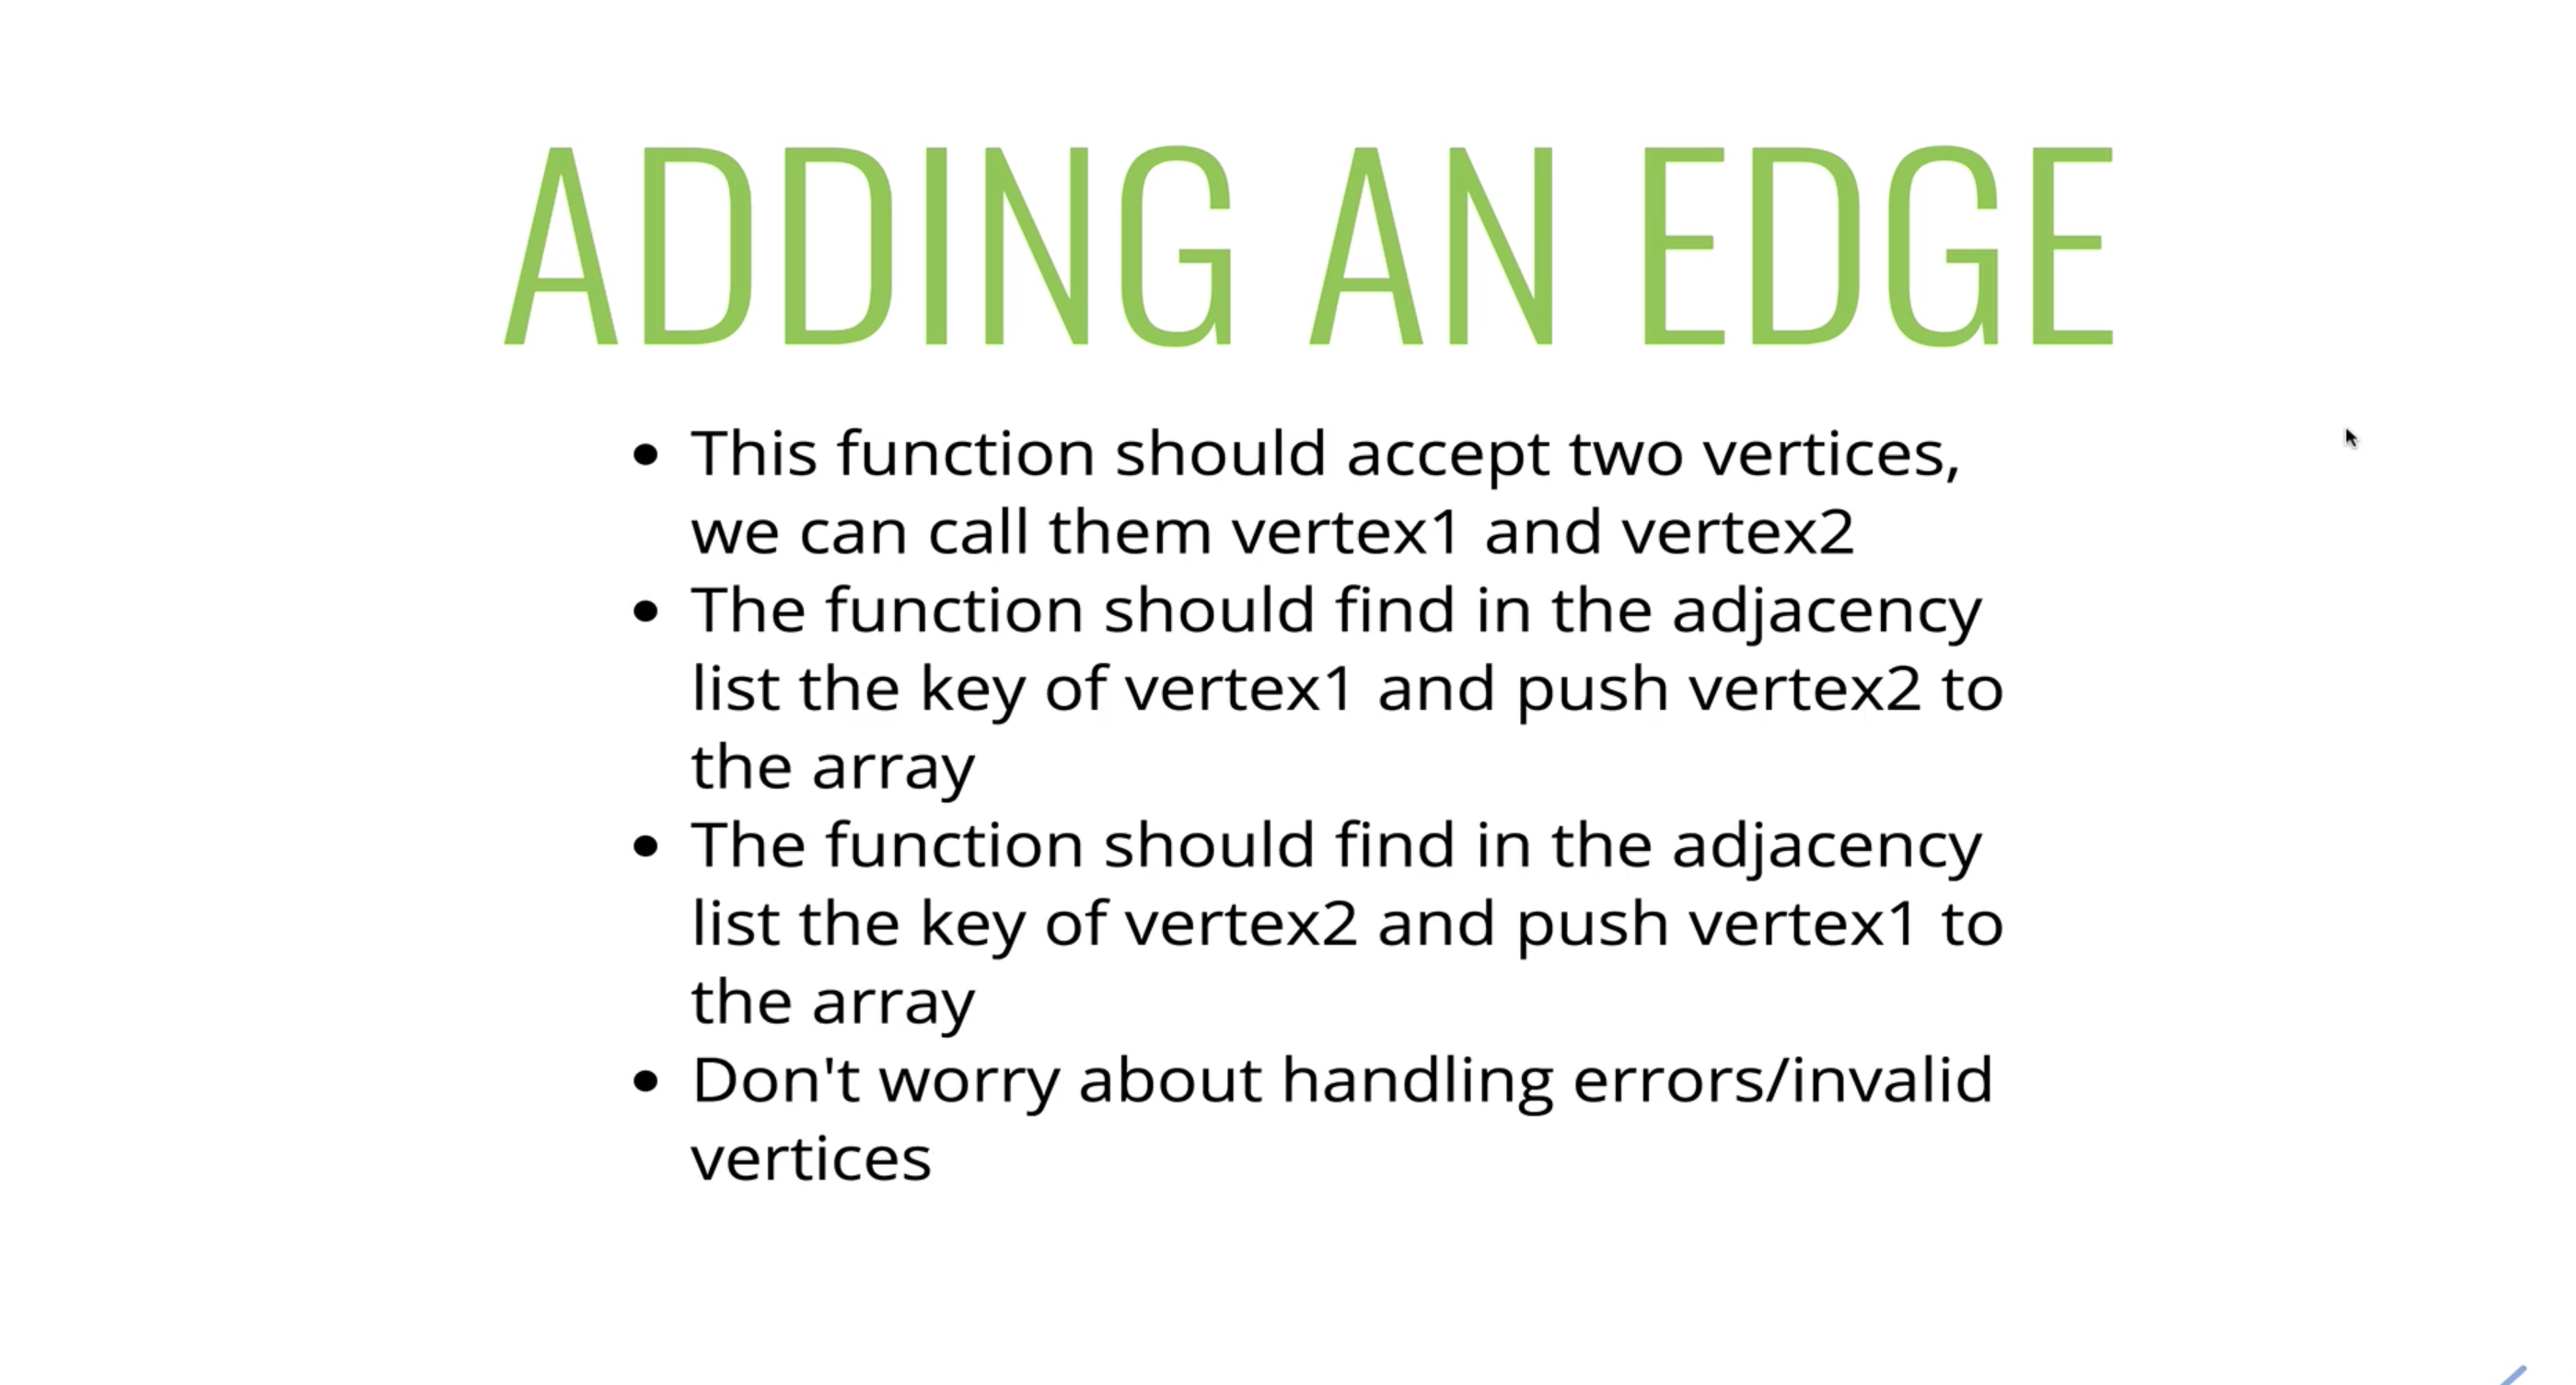 ADDING AN EDGE
• This function should accept two vertices,
we can call them vertex1 and vertex2
• The function should find in the adjacency
list the key of vertex1 and push vertex2 to
the array
• The function should find in the adjacency
list the key of vertex2 and push vertex1 to
the array
• Don't worry about handling errors/invalid
vertices